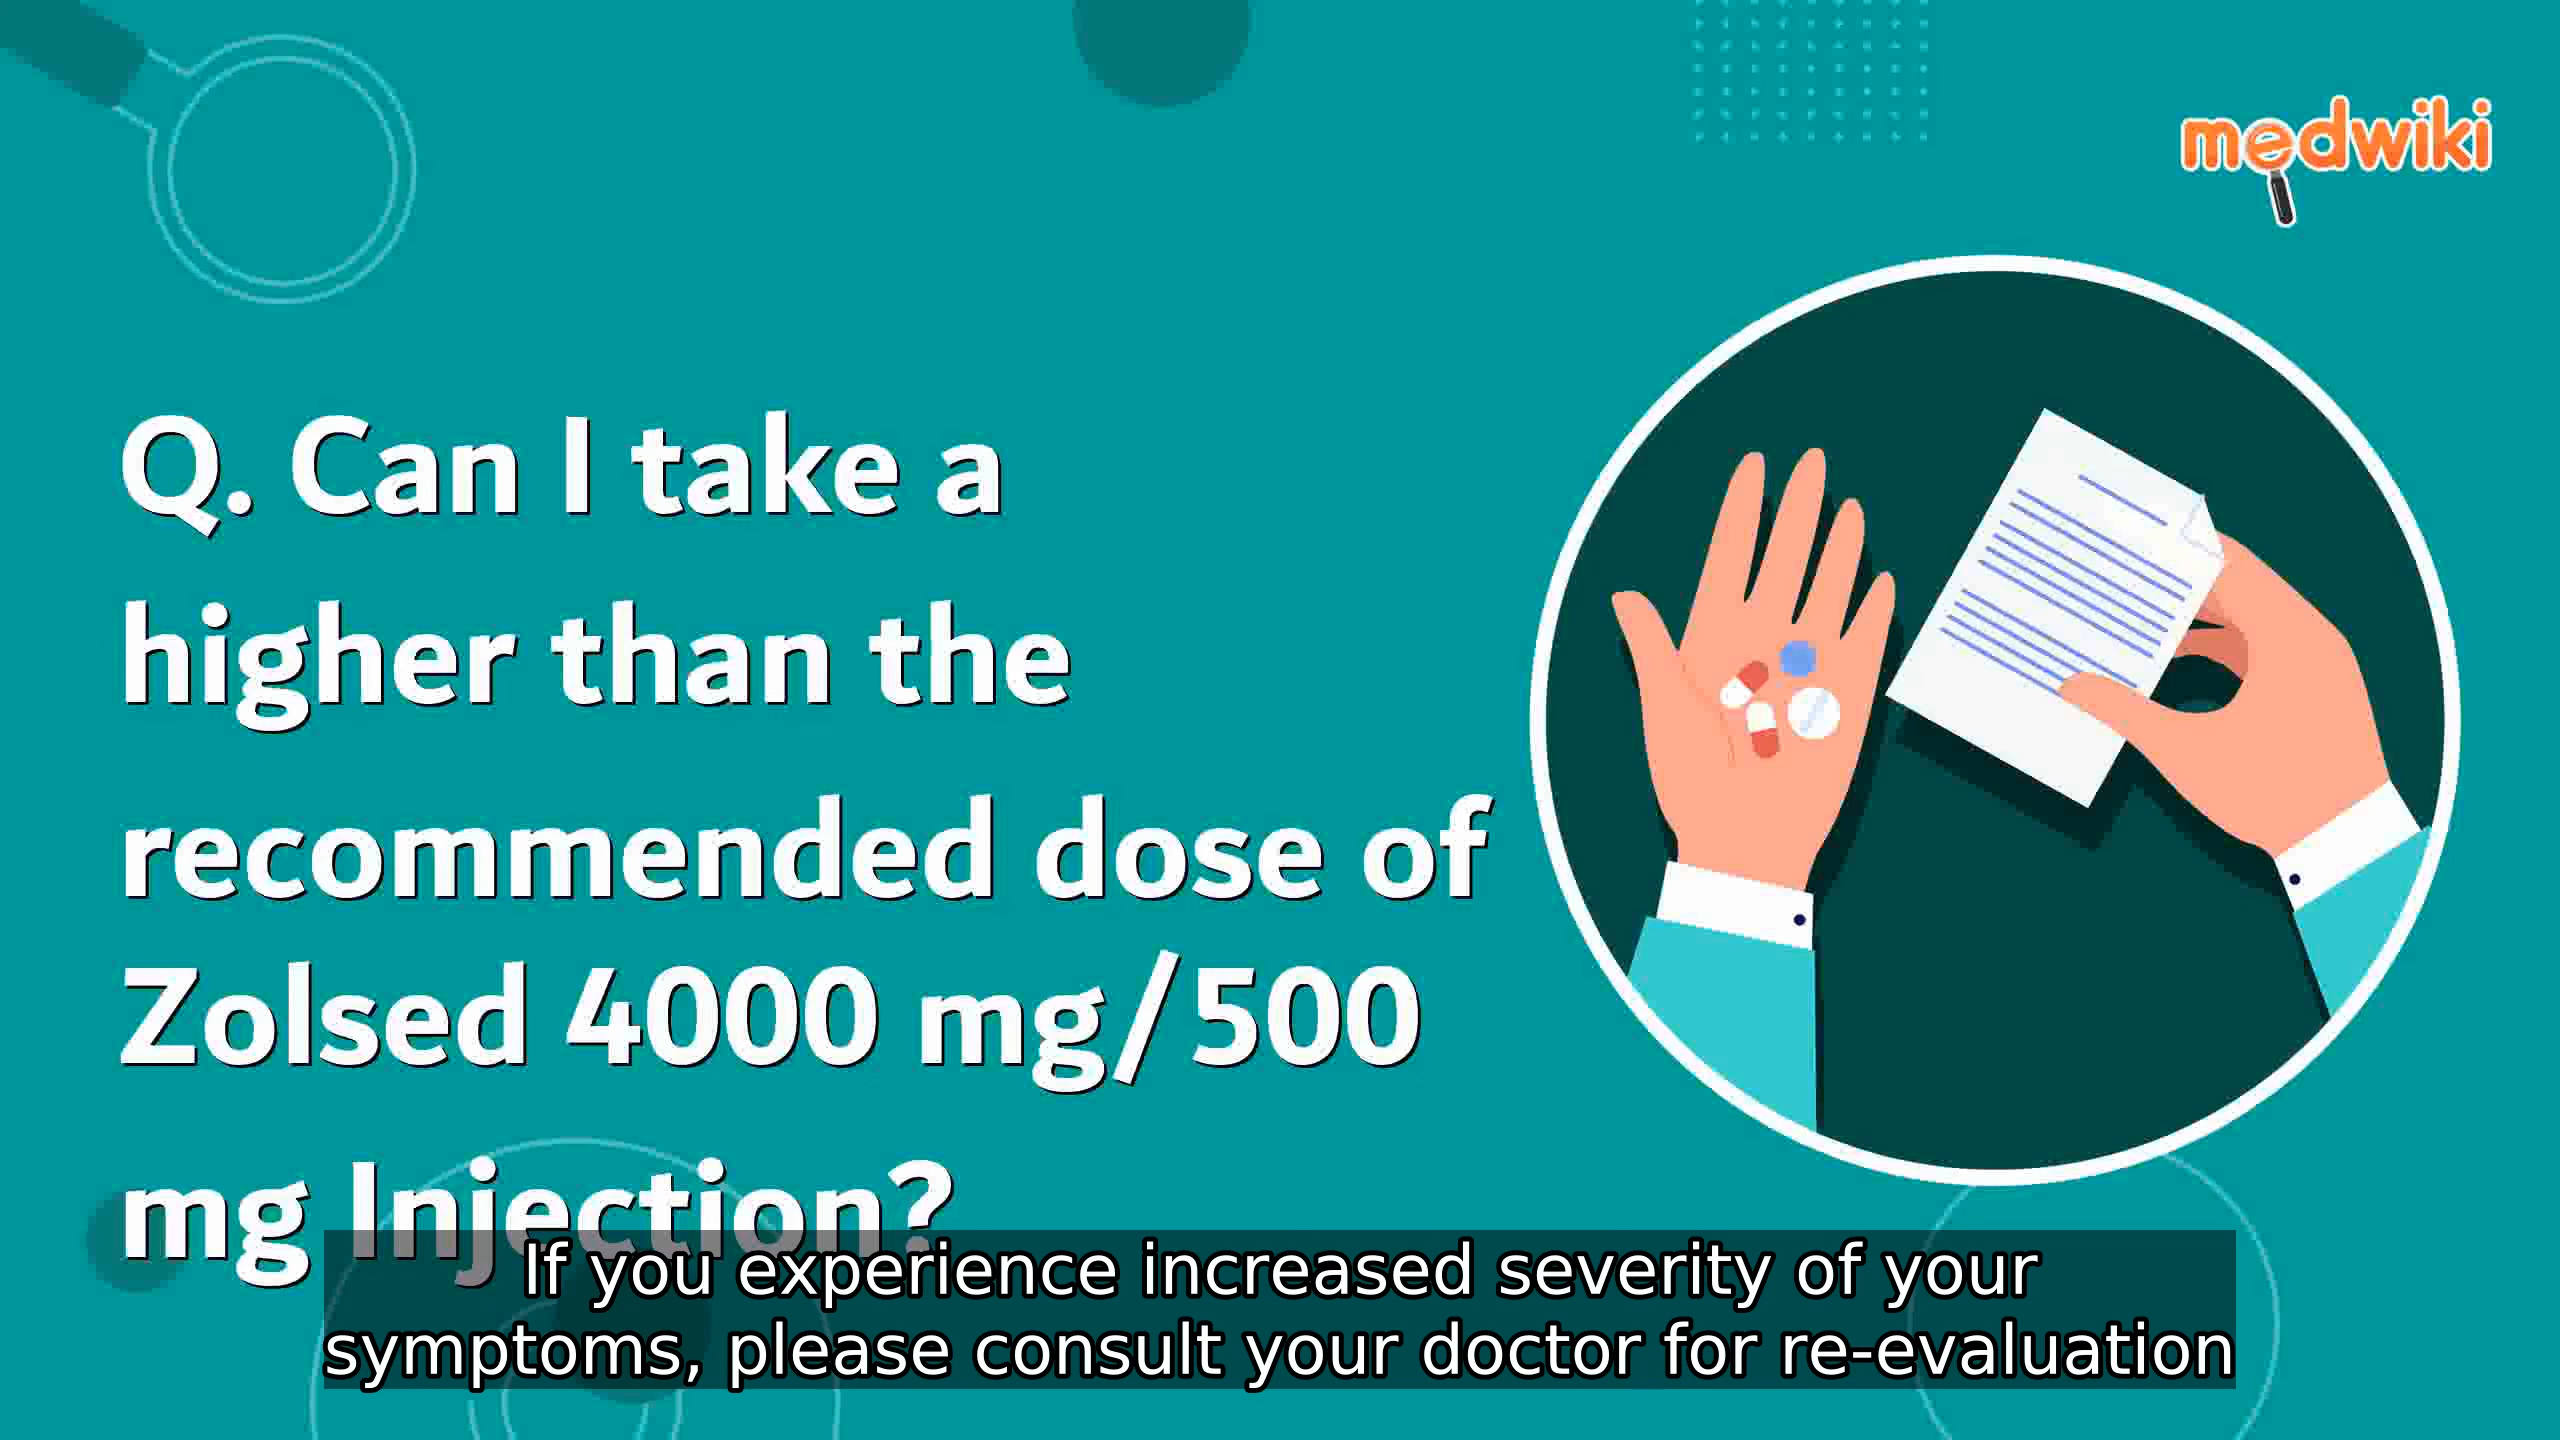 medwiki
Q. Can I take a
higher than the
recommended dose of
Zolsed 4000 mg/500
mg Injection?
If you experience increased severity of your
symptoms, please consult your doctor for re-evaluation